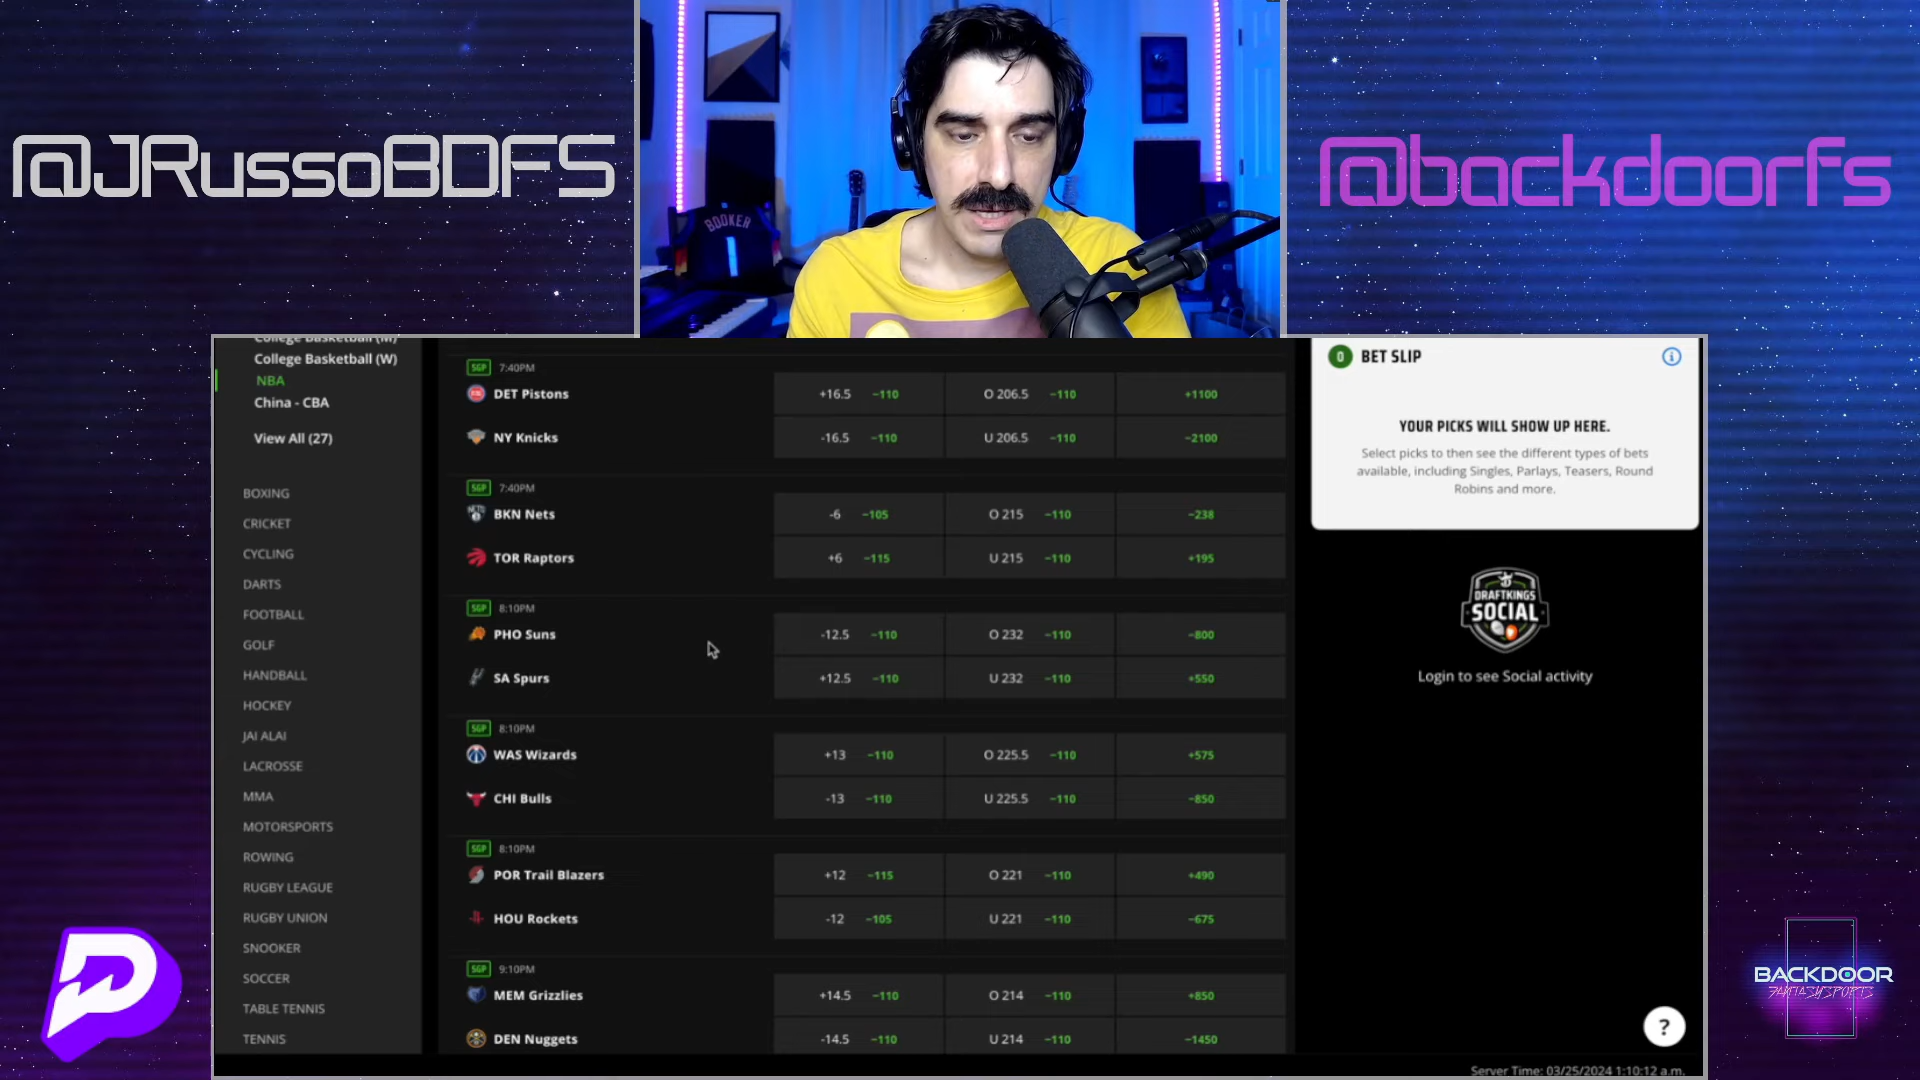 @JRussoBDFS
@backdoorfs
BOOKER
1
College Basketball (M)
College Basketball (W)
NBA
China - CBA
View All (27)
BOXING
CRICKET
CYCLING
DARTS
FOOTBALL
GOLF
HANDBALL
HOCKEY
JAI ALAI
LACROSSE
MMA
MOTORSPORTS
ROWING
RUGBY LEAGUE
RUGBY UNION
SNOOKER
SOCCER
TABLE TENNIS
TENNIS
SGP 7:40PM
DET Pistons +16.5 −110 O 206.5 −110 +1100
NY Knicks -16.5 −110 U 206.5 −110 −2100
SGP 7:40PM
BKN Nets -6 −105 O 215 −110 −238
TOR Raptors +6 −115 U 215 −110 +195
SGP 8:10PM
PHO Suns -12.5 −110 O 232 −110 −800
SA Spurs +12.5 −110 U 232 −110 +550
SGP 8:10PM
WAS Wizards +13 −110 O 225.5 −110 +575
CHI Bulls -13 −110 U 225.5 −110 −850
SGP 8:10PM
POR Trail Blazers +12 −115 O 221 −110 +490
HOU Rockets -12 −105 U 221 −110 −675
SGP 9:10PM
MEM Grizzlies +14.5 −110 O 214 −110 +850
DEN Nuggets -14.5 −110 U 214 −110 −1450
0 BET SLIP
YOUR PICKS WILL SHOW UP HERE.
Select picks to then see the different types of bets
available, including Singles, Parlays, Teasers, Round
Robins and more.
DRAFTKINGS
SOCIAL
Login to see Social activity
?
Server Time: 03/25/2024 1:10:12 a.m.
P
BACKDOOR
FANTASY SPORTS